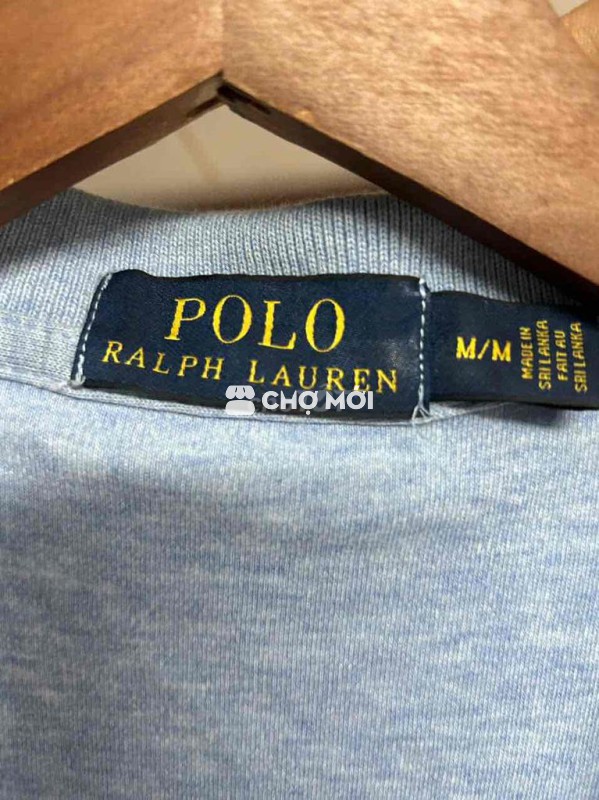 POLO
RALPH LAUREN
M/M
MADE IN
SRI LANKA
FAIT AU
SRI LANKA
CHỢ MỚI